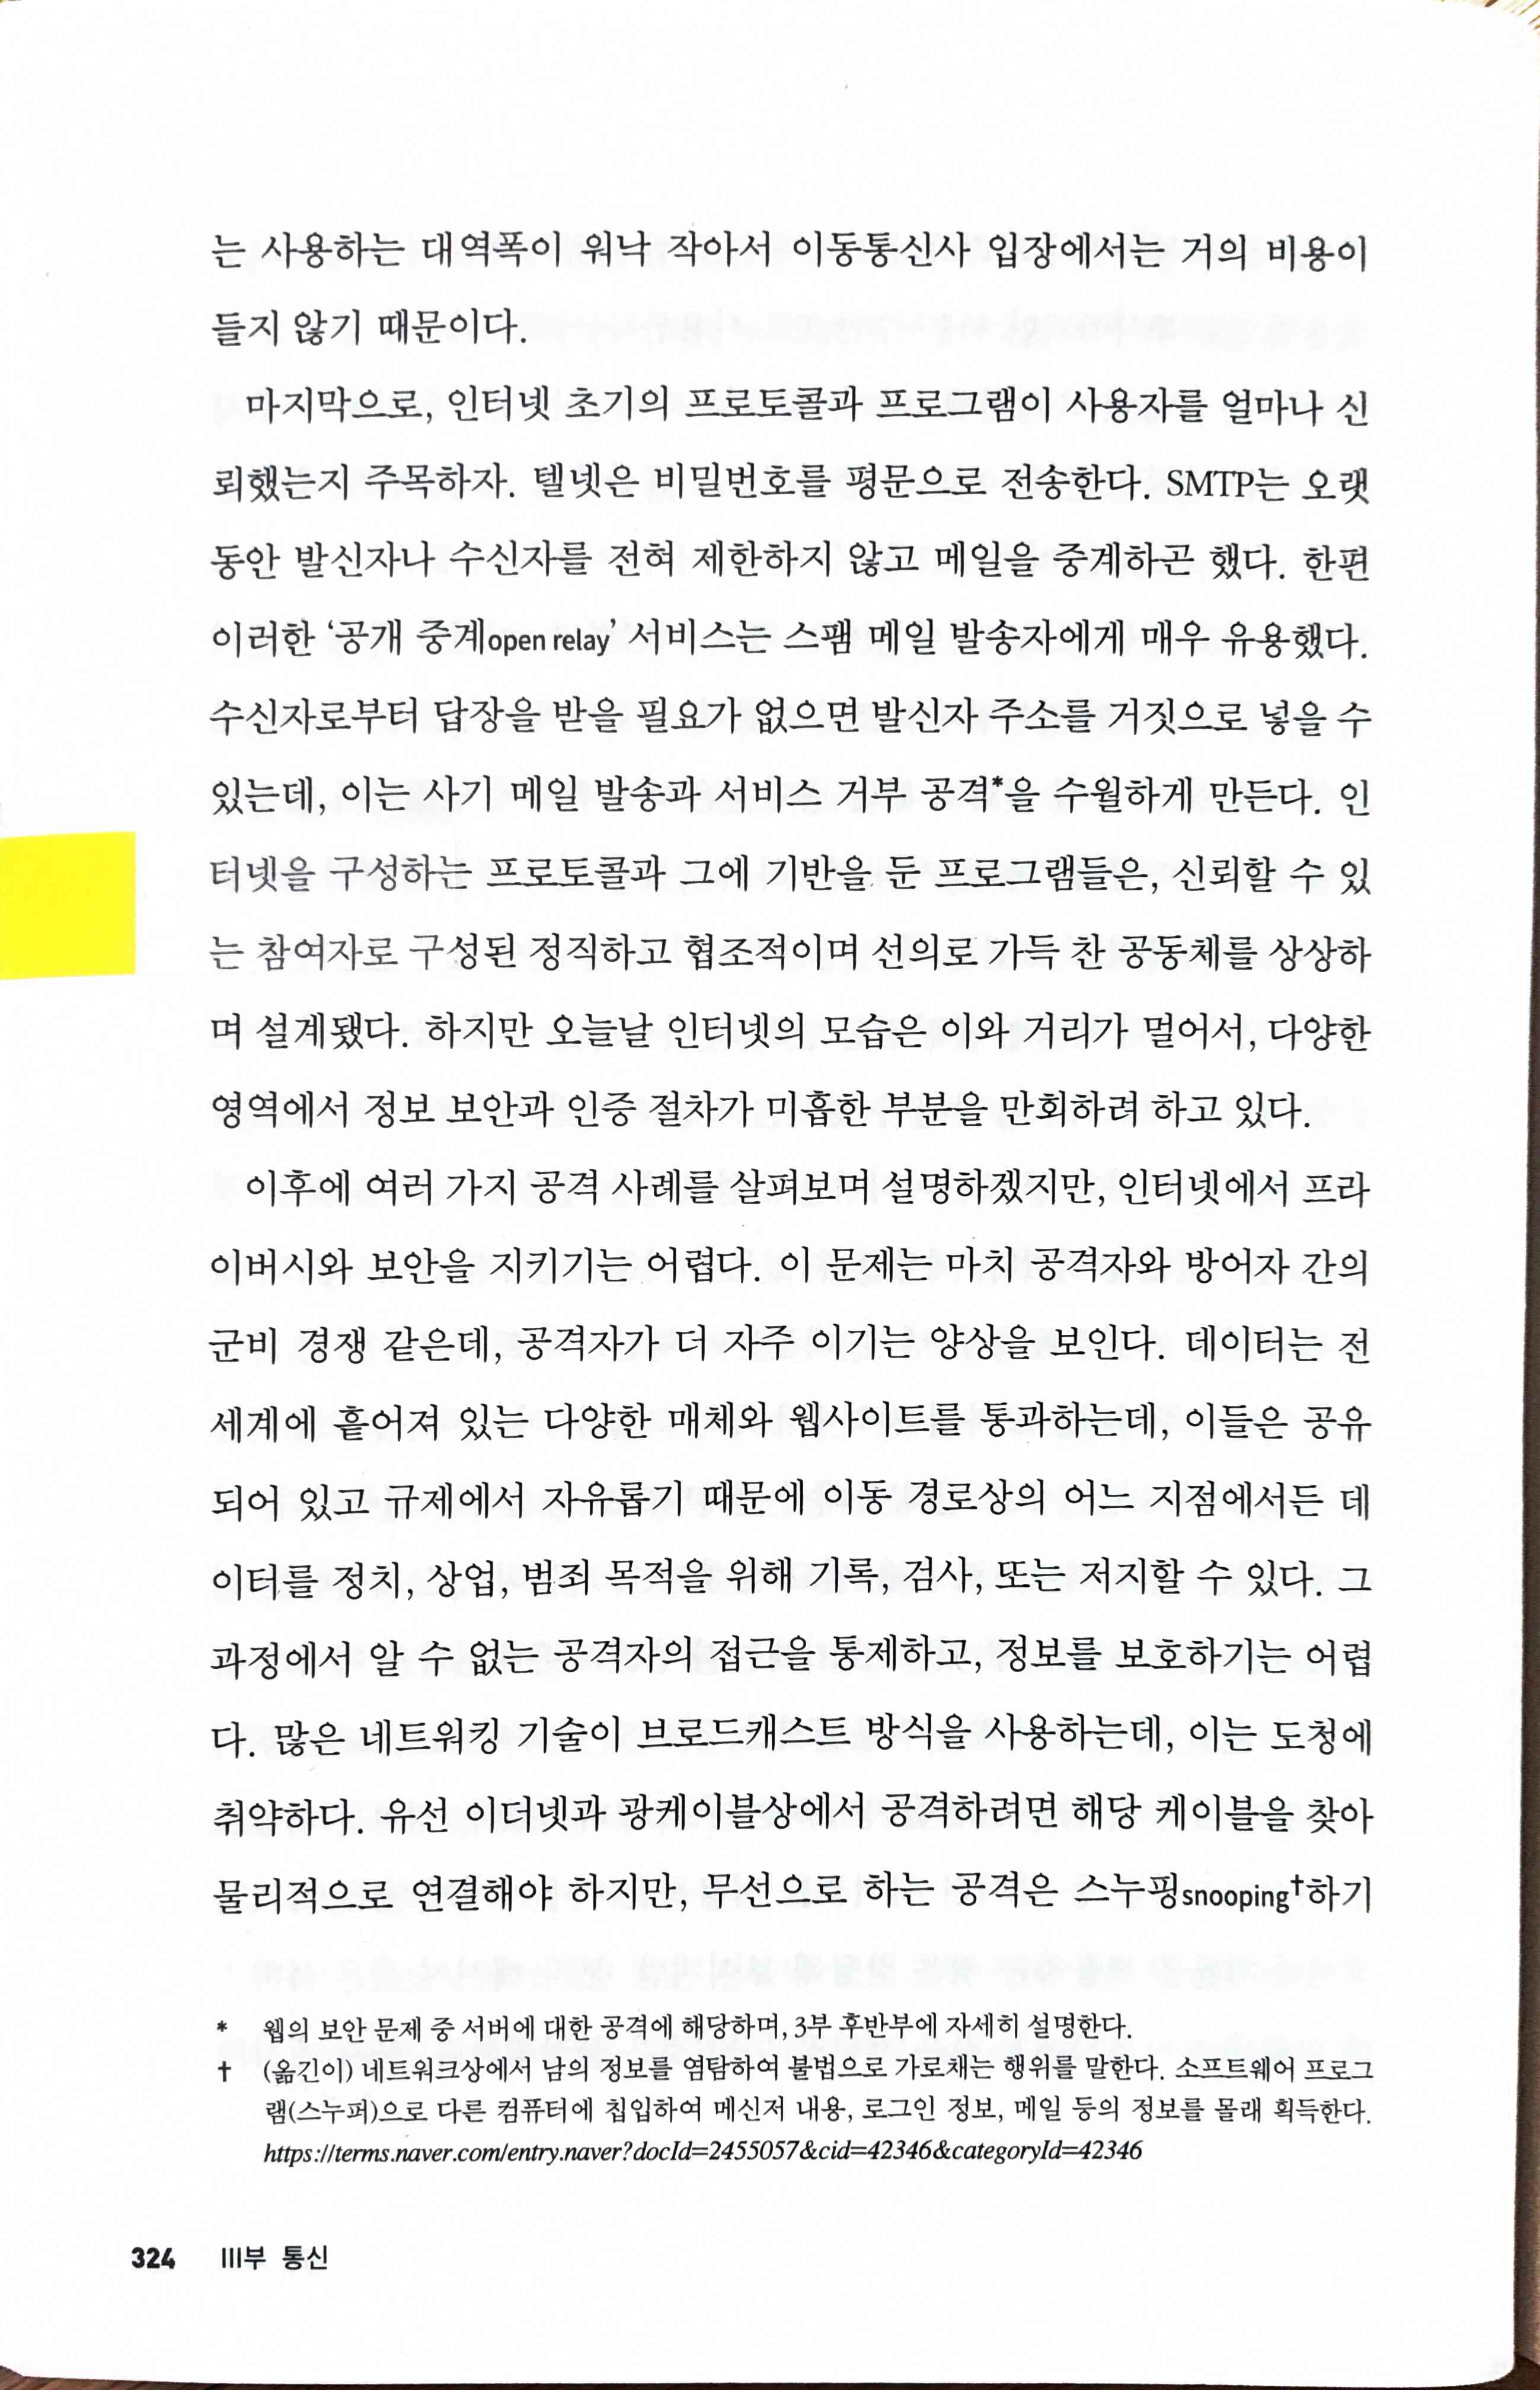 는 사용하는 대역폭이 워낙 작아서 이동통신사 입장에서는 거의 비용이
들지 않기 때문이다.
마지막으로, 인터넷 초기의 프로토콜과 프로그램이 사용자를 얼마나 신
뢰했는지 주목하자. 텔넷은 비밀번호를 평문으로 전송한다. SMTP는 오랫
동안 발신자나 수신자를 전혀 제한하지 않고 메일을 중계하곤 했다. 한편
이러한 ‘공개 중계open relay’ 서비스는 스팸 메일 발송자에게 매우 유용했다.
수신자로부터 답장을 받을 필요가 없으면 발신자 주소를 거짓으로 넣을 수
있는데, 이는 사기 메일 발송과 서비스 거부 공격*을 수월하게 만든다. 인
터넷을 구성하는 프로토콜과 그에 기반을 둔 프로그램들은, 신뢰할 수 있
는 참여자로 구성된 정직하고 협조적이며 선의로 가득 찬 공동체를 상상하
며 설계됐다. 하지만 오늘날 인터넷의 모습은 이와 거리가 멀어서, 다양한
영역에서 정보 보안과 인증 절차가 미흡한 부분을 만회하려 하고 있다.
이후에 여러 가지 공격 사례를 살펴보며 설명하겠지만, 인터넷에서 프라
이버시와 보안을 지키기는 어렵다. 이 문제는 마치 공격자와 방어자 간의
군비 경쟁 같은데, 공격자가 더 자주 이기는 양상을 보인다. 데이터는 전
세계에 흩어져 있는 다양한 매체와 웹사이트를 통과하는데, 이들은 공유
되어 있고 규제에서 자유롭기 때문에 이동 경로상의 어느 지점에서든 데
이터를 정치, 상업, 범죄 목적을 위해 기록, 검사, 또는 저지할 수 있다. 그
과정에서 알 수 없는 공격자의 접근을 통제하고, 정보를 보호하기는 어렵
다. 많은 네트워킹 기술이 브로드캐스트 방식을 사용하는데, 이는 도청에
취약하다. 유선 이더넷과 광케이블상에서 공격하려면 해당 케이블을 찾아
물리적으로 연결해야 하지만, 무선으로 하는 공격은 스누핑snooping†하기
* 웹의 보안 문제 중 서버에 대한 공격에 해당하며, 3부 후반부에 자세히 설명한다.
† (옮긴이) 네트워크상에서 남의 정보를 염탐하여 불법으로 가로채는 행위를 말한다. 소프트웨어 프로그
램(스누퍼)으로 다른 컴퓨터에 침입하여 메신저 내용, 로그인 정보, 메일 등의 정보를 몰래 획득한다.
https://terms.naver.com/entry.naver?docId=2455057&cid=42346&categoryId=42346
324 III부 통신